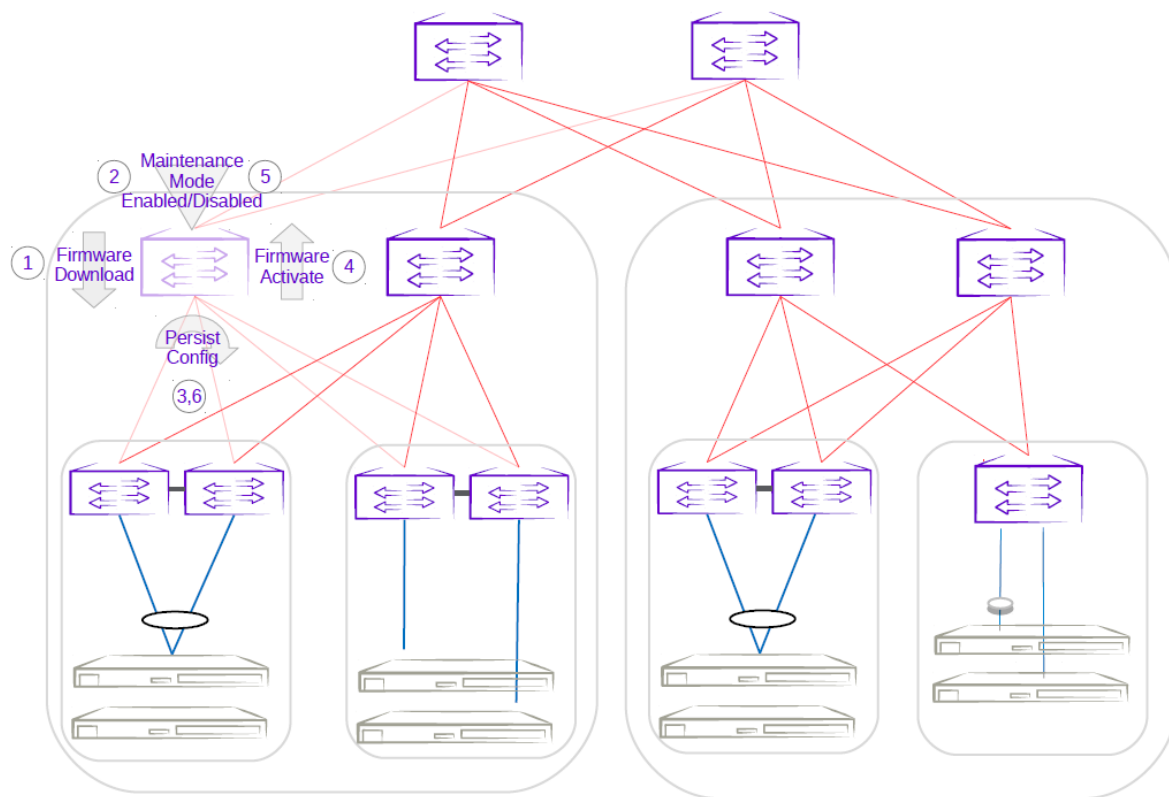 2
Maintenance
Mode
Enabled/Disabled
5
1
Firmware
Download
Firmware
Activate
4
Persist
Config
3,6